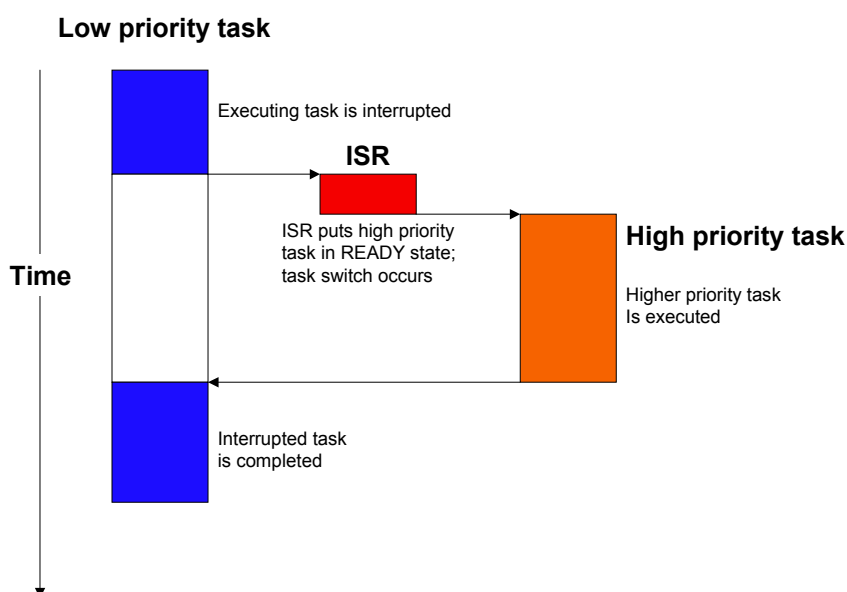 Low priority task
Executing task is interrupted
ISR
ISR puts high priority
task in READY state;
task switch occurs
High priority task
Time
Higher priority task
Is executed
Interrupted task
is completed